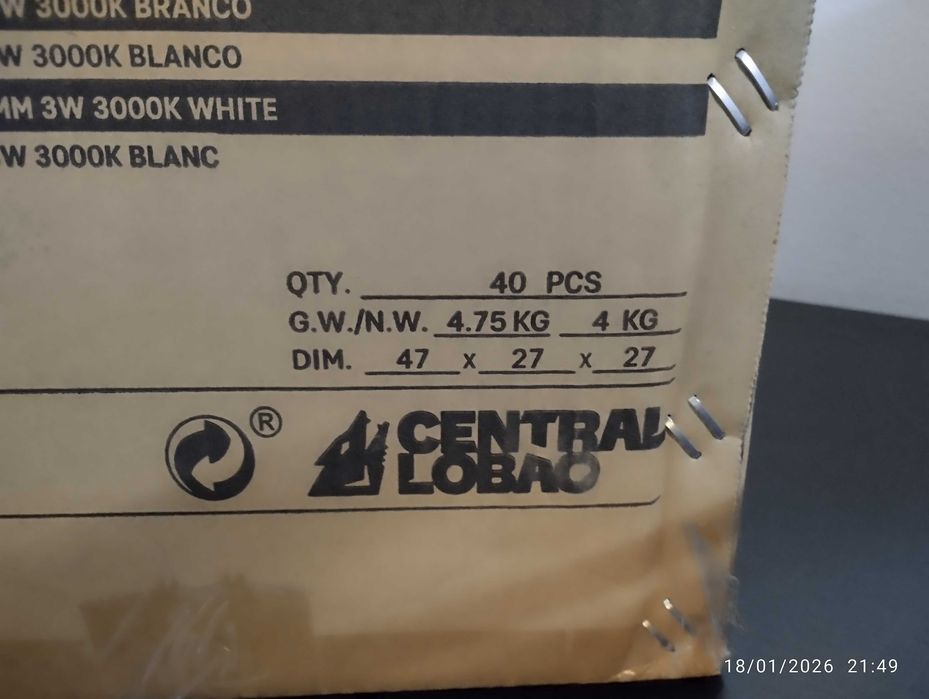 W 3000K BRANCO
W 3000K BLANCO
MM 3W 3000K WHITE
W 3000K BLANC
QTY. 40 PCS
G.W./N.W. 4.75 KG 4 KG
DIM. 47 x 27 x 27
®
CENTRAL
LOBAO
18/01/2026 21:49